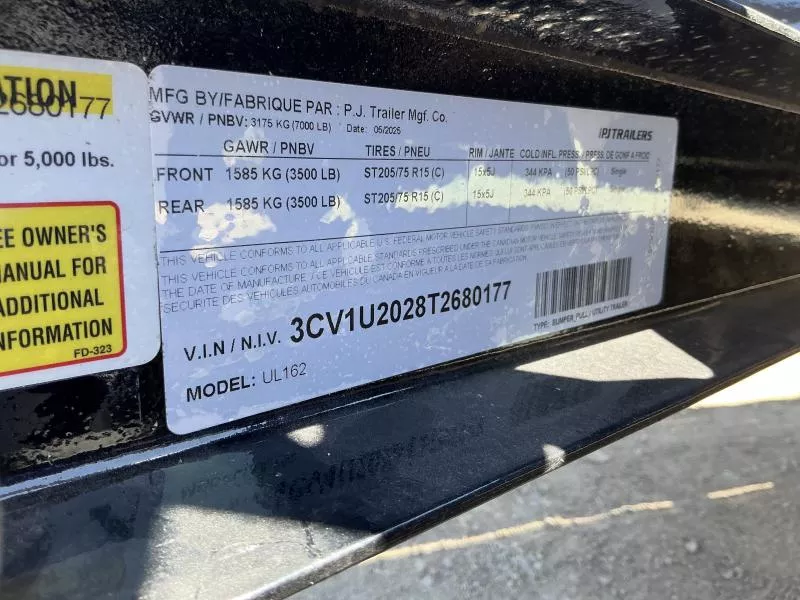 ATION
2680177
or 5,000 lbs.
EE OWNER'S
MANUAL FOR
ADDITIONAL
NFORMATION
FD-323
MFG BY/FABRIQUE PAR : P.J. Trailer Mgf. Co.
GVWR / PNBV: 3175 KG (7000 LB) Date: 05/2025
PJTRAILERS
GAWR / PNBV TIRES / PNEU RIM / JANTE COLD INFL. PRESS. / PRESS. DE GONF A FROID
FRONT 1585 KG (3500 LB) ST205/75 R15 (C) 15x5J 344 KPA (50 PSI/LPC) Single
REAR 1585 KG (3500 LB) ST205/75 R15 (C) 15x5J 344 KPA (50 PSI/LPC) Single
THIS VEHICLE CONFORMS TO ALL APPLICABLE U.S. FEDERAL MOTOR VEHICLE SAFETY STANDARDS
THIS VEHICLE CONFORMS TO ALL APPLICABLE STANDARDS PRESCRIBED UNDER THE CANADIAN MOTOR VEHICLE SAFETY
THE DATE OF MANUFACTURE / CE VEHICULE EST CONFORME A TOUTES LES NORMES QUI LUI SONT
SECURITE DES VEHICULES AUTOMOBILES DU CANADA EN VIGUEUR A LA DATE DE SA FABRICATION
V.I.N / N.I.V. 3CV1U2028T2680177
TYPE: BUMPER PULL / UTILITY TRAILER
MODEL: UL162